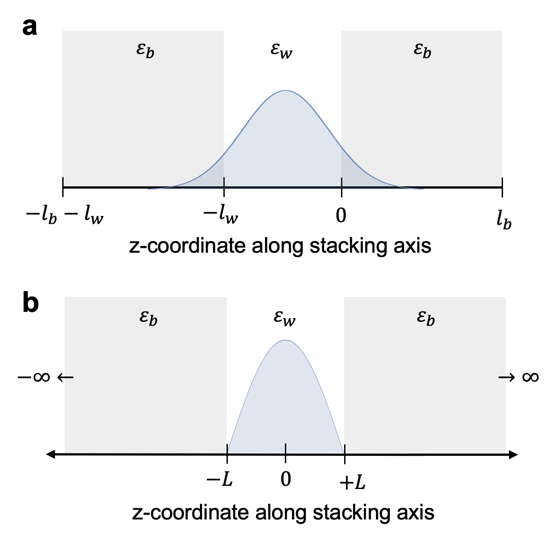 a
ε_b ε_w ε_b
−l_b − l_w −l_w 0 l_b
z-coordinate along stacking axis
b
ε_b ε_w ε_b
−∞ ← → ∞
−L 0 +L
z-coordinate along stacking axis